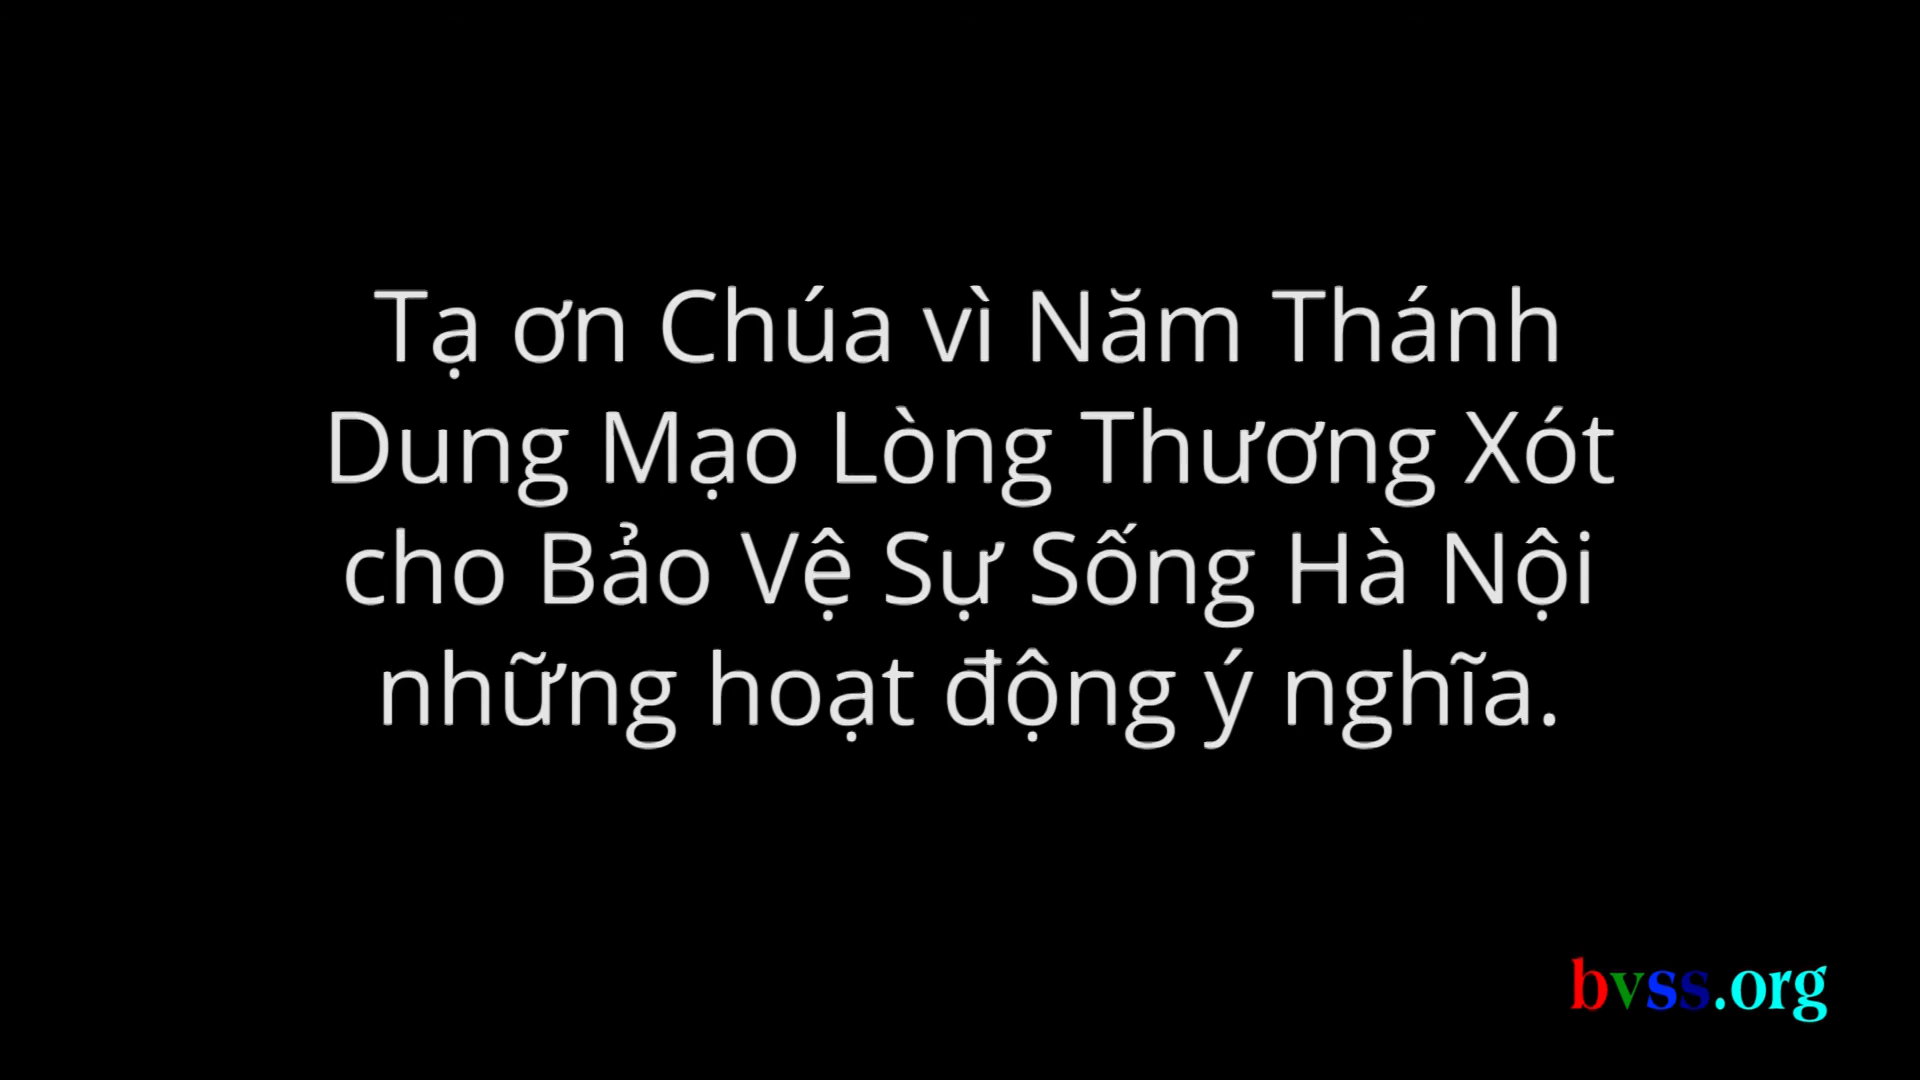 Tạ ơn Chúa vì Năm Thánh
Dung Mạo Lòng Thương Xót
cho Bảo Vệ Sự Sống Hà Nội
những hoạt động ý nghĩa.
bvss.org